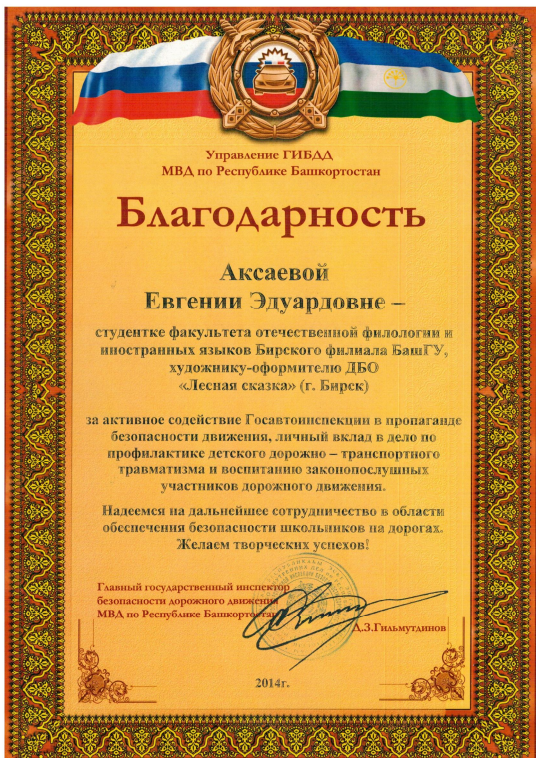 Управление ГИБДД
МВД по Республике Башкортостан
Благодарность
Аксаевой
Евгении Эдуардовне –
студентке факультета отечественной филологии и
иностранных языков Бирского филиала БашГУ,
художнику-оформителю ДБО
«Лесная сказка» (г. Бирск)
за активное содействие Госавтоинспекции в пропаганде
безопасности движения, личный вклад в дело по
профилактике детского дорожно – транспортного
травматизма и воспитанию законопослушных
участников дорожного движения.
Надеемся на дальнейшее сотрудничество в области
обеспечения безопасности школьников на дорогах.
Желаем творческих успехов!
Главный государственный инспектор
безопасности дорожного движения
МВД по Республике Башкортостан
Д.З.Гильмутдинов
2014г.